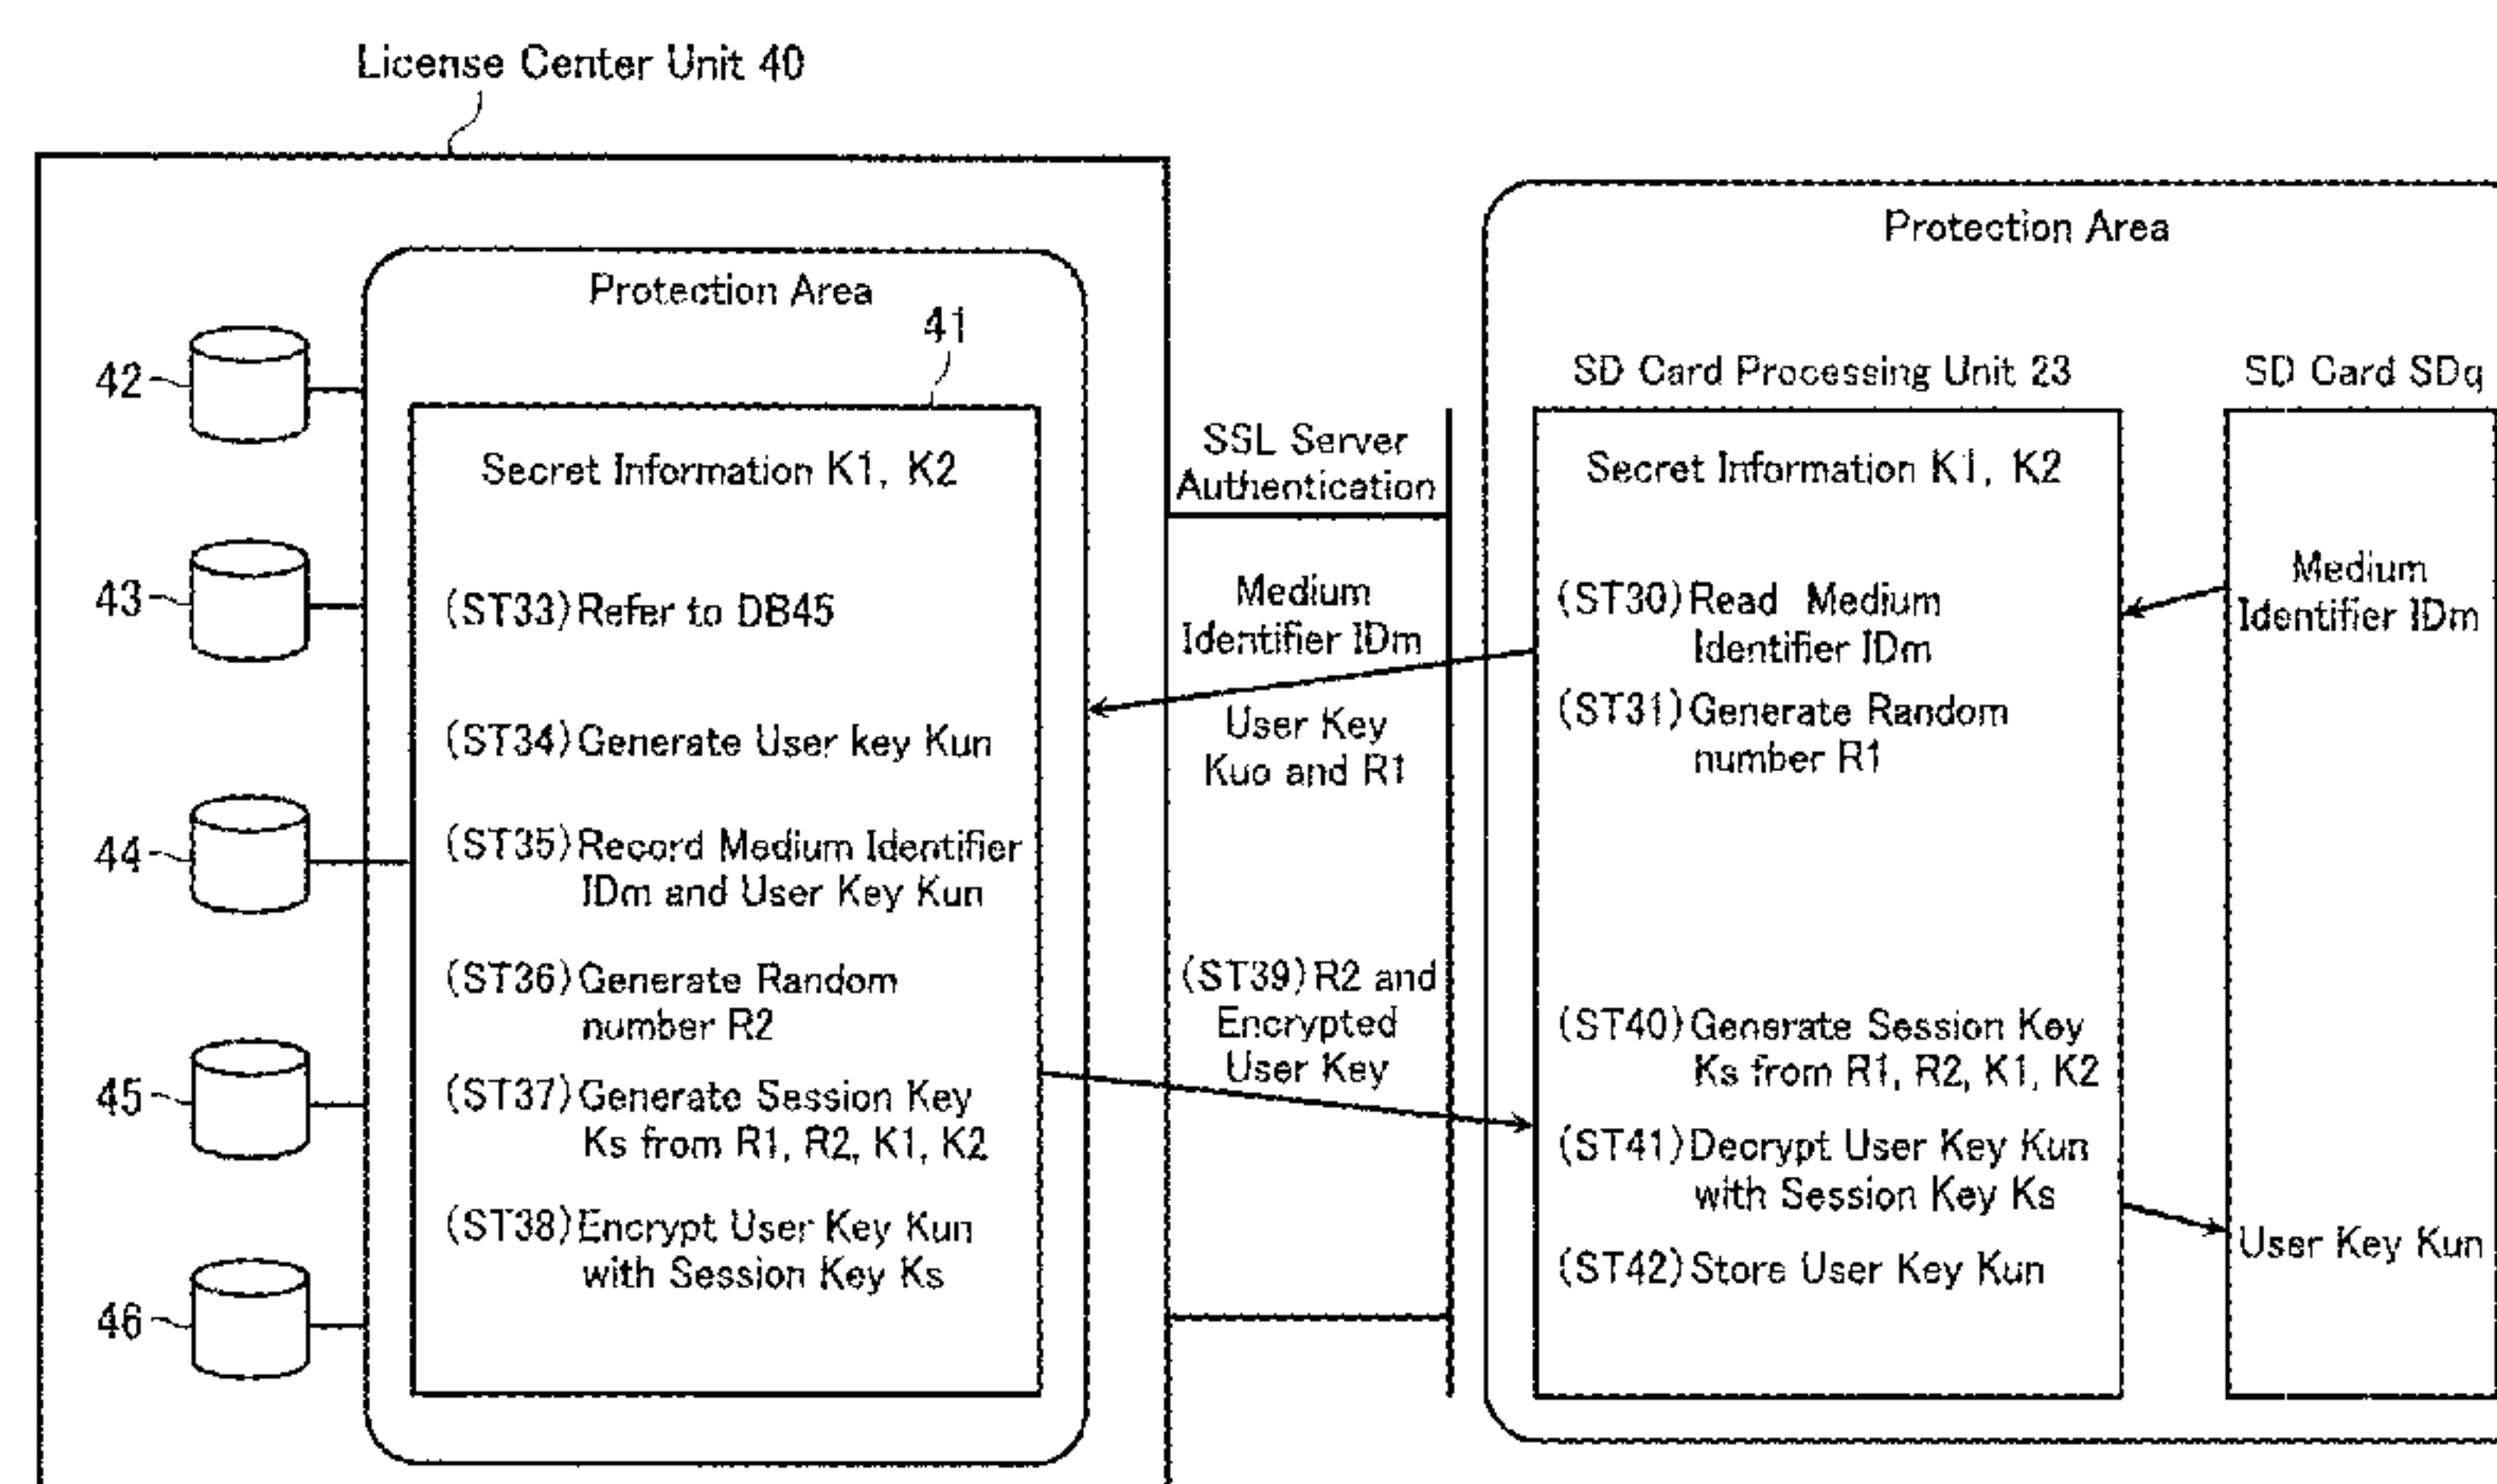 License Center Unit 40
Protection Area
41
42
43
44
45
46
Secret Information K1, K2
(ST33) Refer to DB45
(ST34) Generate User key Kun
(ST35) Record Medium Identifier
IDm and User Key Kun
(ST36) Generate Random
number R2
(ST37) Generate Session Key
Ks from R1, R2, K1, K2
(ST38) Encrypt User Key Kun
with Session Key Ks
SSL Server
Authentication
Medium
Identifier IDm
User Key
Kuo and R1
(ST39) R2 and
Encrypted
User Key
Protection Area
SD Card Processing Unit 23
Secret Information K1, K2
(ST30) Read Medium
Identifier IDm
(ST31) Generate Random
number R1
(ST40) Generate Session Key
Ks from R1, R2, K1, K2
(ST41) Decrypt User Key Kun
with Session Key Ks
(ST42) Store User Key Kun
SD Card SDq
Medium
Identifier IDm
User Key Kun